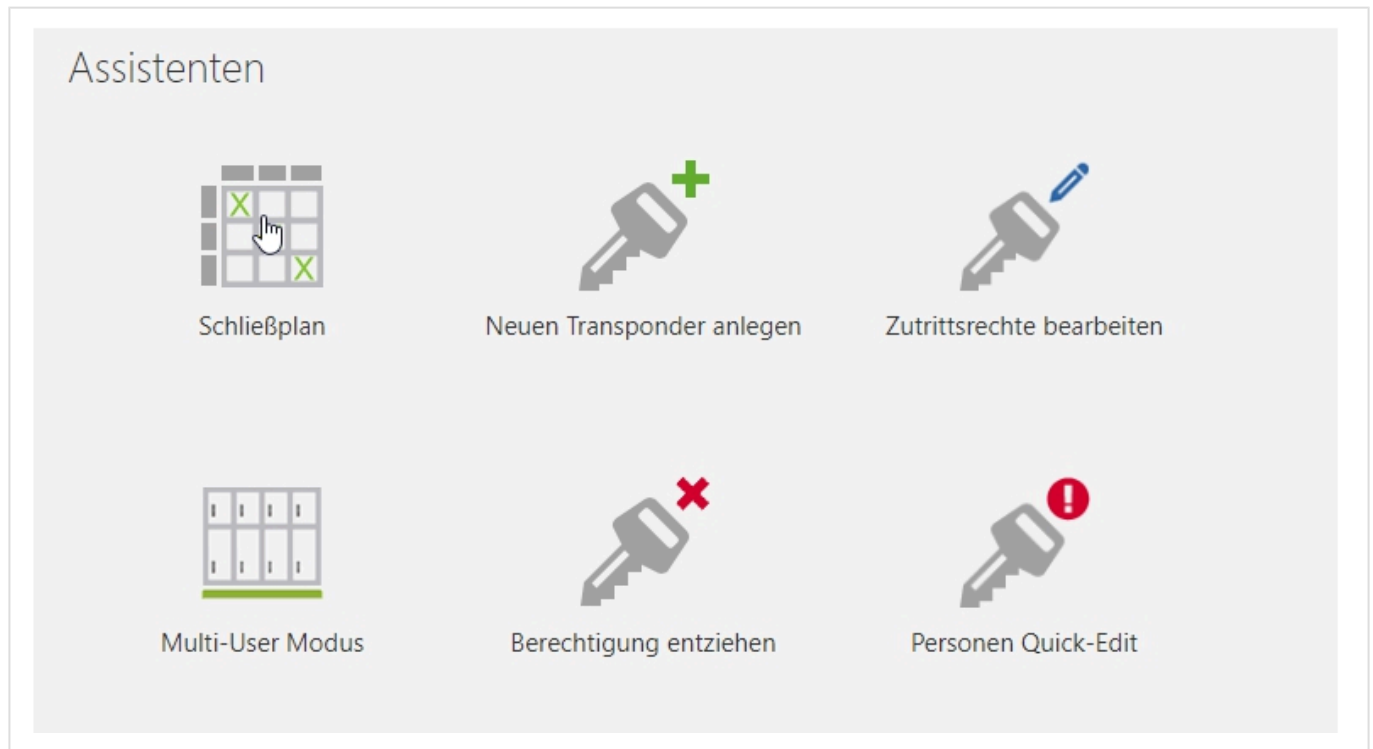 Assistenten
X
X
Schließplan
Neuen Transponder anlegen
Zutrittsrechte bearbeiten
Multi-User Modus
Berechtigung entziehen
Personen Quick-Edit